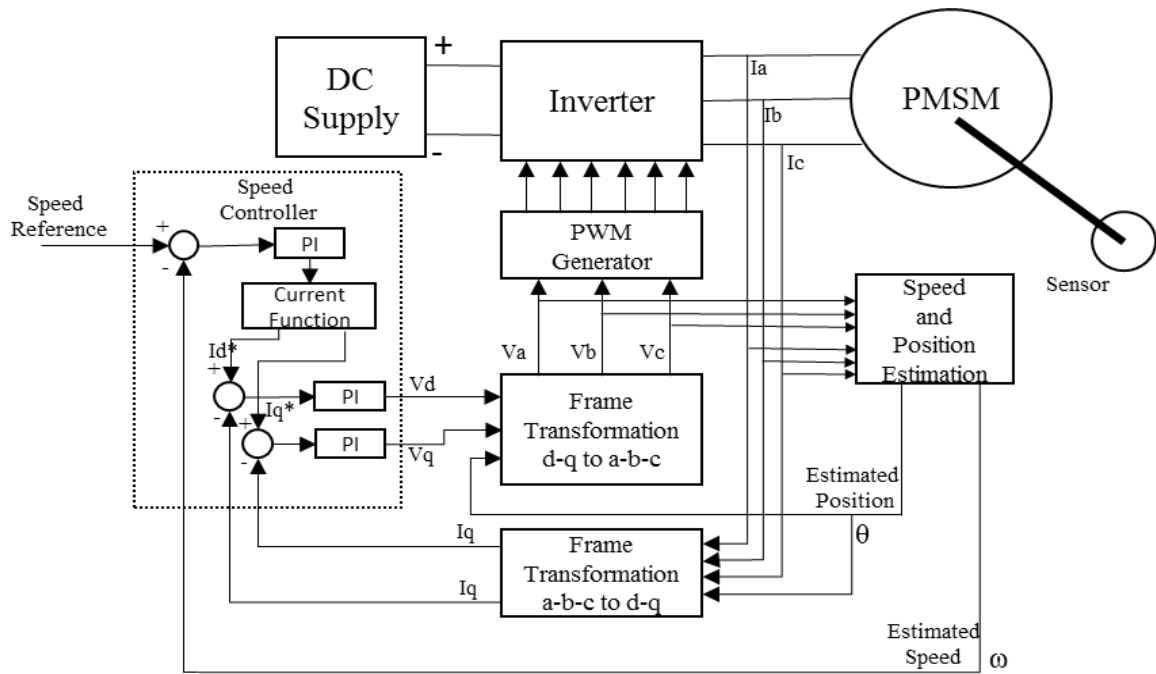 DC
Supply
+
-
Inverter
Ia
Ib
Ic
PMSM
Sensor
Speed
Controller
Speed
Reference
+
-
PI
Current
Function
PWM
Generator
Speed
and
Position
Estimation
Va
Vb
Vc
Id*
+
-
PI
Vd
Iq*
+
-
PI
Vq
Frame
Transformation
d-q to a-b-c
Estimated
Position
θ
Iq
Iq
Frame
Transformation
a-b-c to d-q
Estimated
Speed
ω